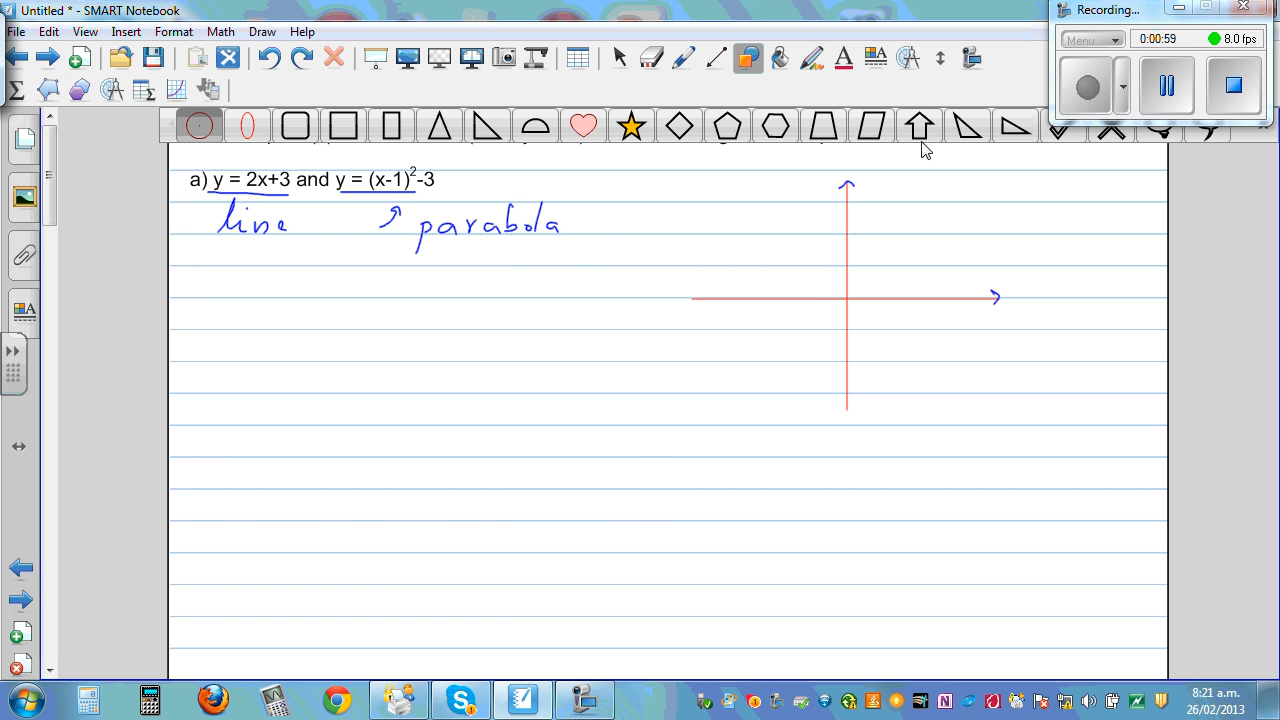 Untitled * - SMART Notebook
Recording...
File Edit View Insert Format Math Draw Help
Menu 0:00:59 8.0 fps
a) y = 2x+3 and y = (x-1)²-3
line parabola
8:21 a.m.
26/02/2013